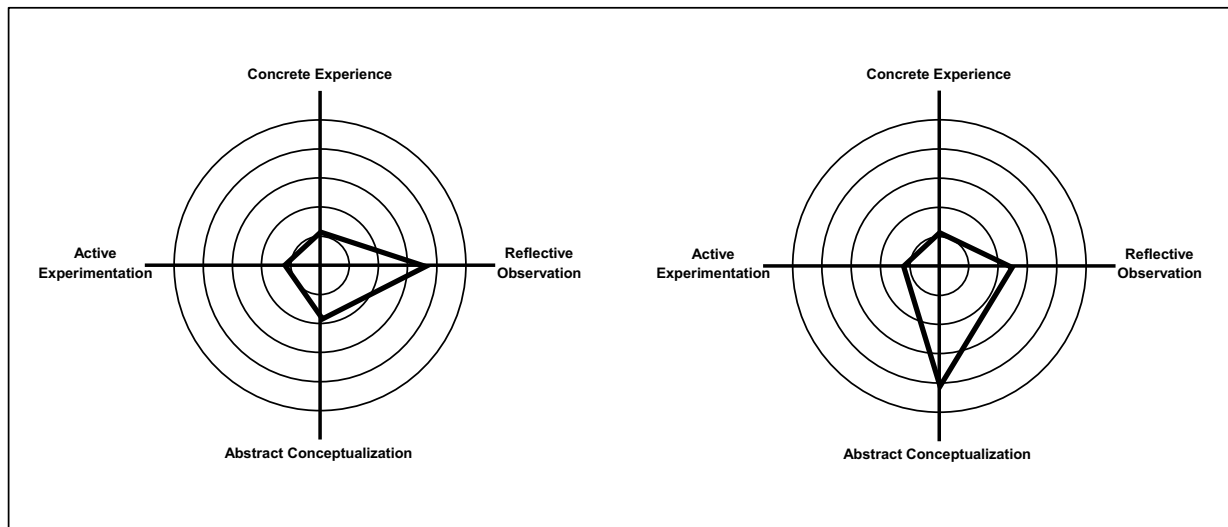 Concrete Experience
Active
Experimentation
Reflective
Observation
Abstract Conceptualization
Concrete Experience
Active
Experimentation
Reflective
Observation
Abstract Conceptualization